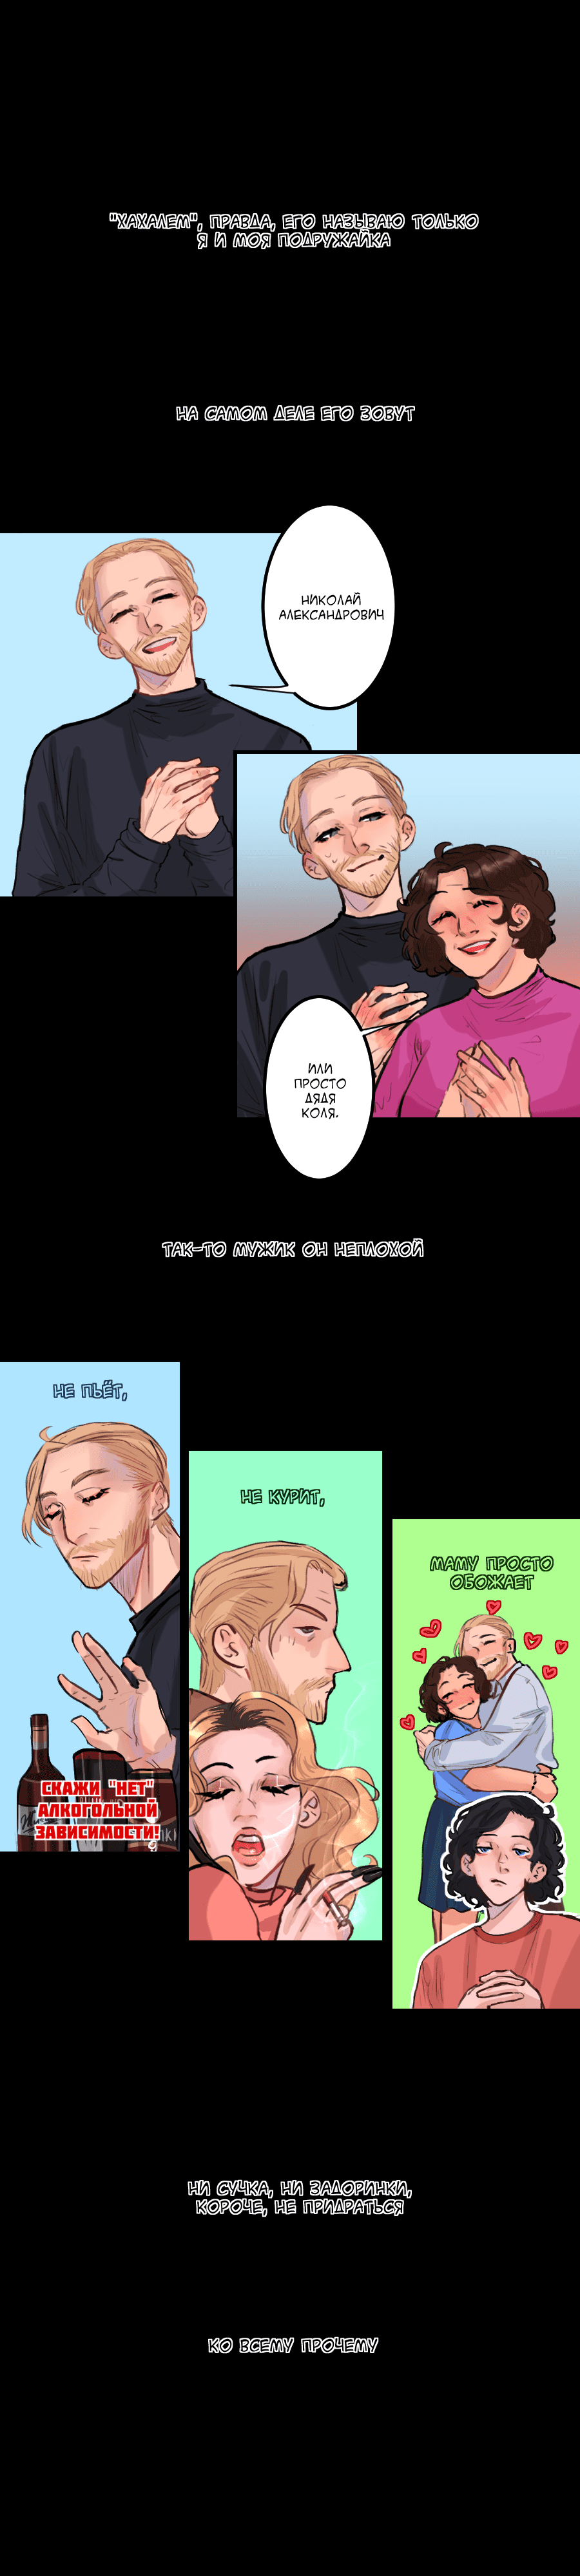 "ХАХАЛЕМ", ПРАВДА, ЕГО НАЗЫВАЮ ТОЛЬКО
Я И МОЯ ПОДРУЖАЙКА
НА САМОМ ДЕЛЕ ЕГО ЗОВУТ
НИКОЛАЙ
АЛЕКСАНДРОВИЧ
ИЛИ
ПРОСТО
ДЯДЯ
КОЛЯ.
ТАК-ТО МУЖИК ОН НЕПЛОХОЙ
НЕ ПЬЁТ,
СКАЖИ "НЕТ"
АЛКОГОЛЬНОЙ
ЗАВИСИМОСТИ!
НЕ КУРИТ,
МАМУ ПРОСТО
ОБОЖАЕТ
НИ СУЧКА, НИ ЗАДОРИНКИ,
КОРОЧЕ, НЕ ПРИДРАТЬСЯ
КО ВСЕМУ ПРОЧЕМУ